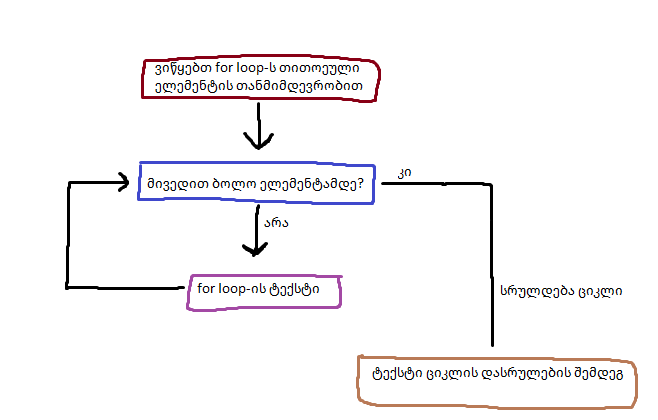 ვიწყებთ for loop-ს თითოეული
ელემენტის თანმიმდევრობით
მივედით ბოლო ელემენტამდე?
კი
არა
for loop-ის ტექსტი
სრულდება ციკლი
ტექსტი ციკლის დასრულების შემდეგ